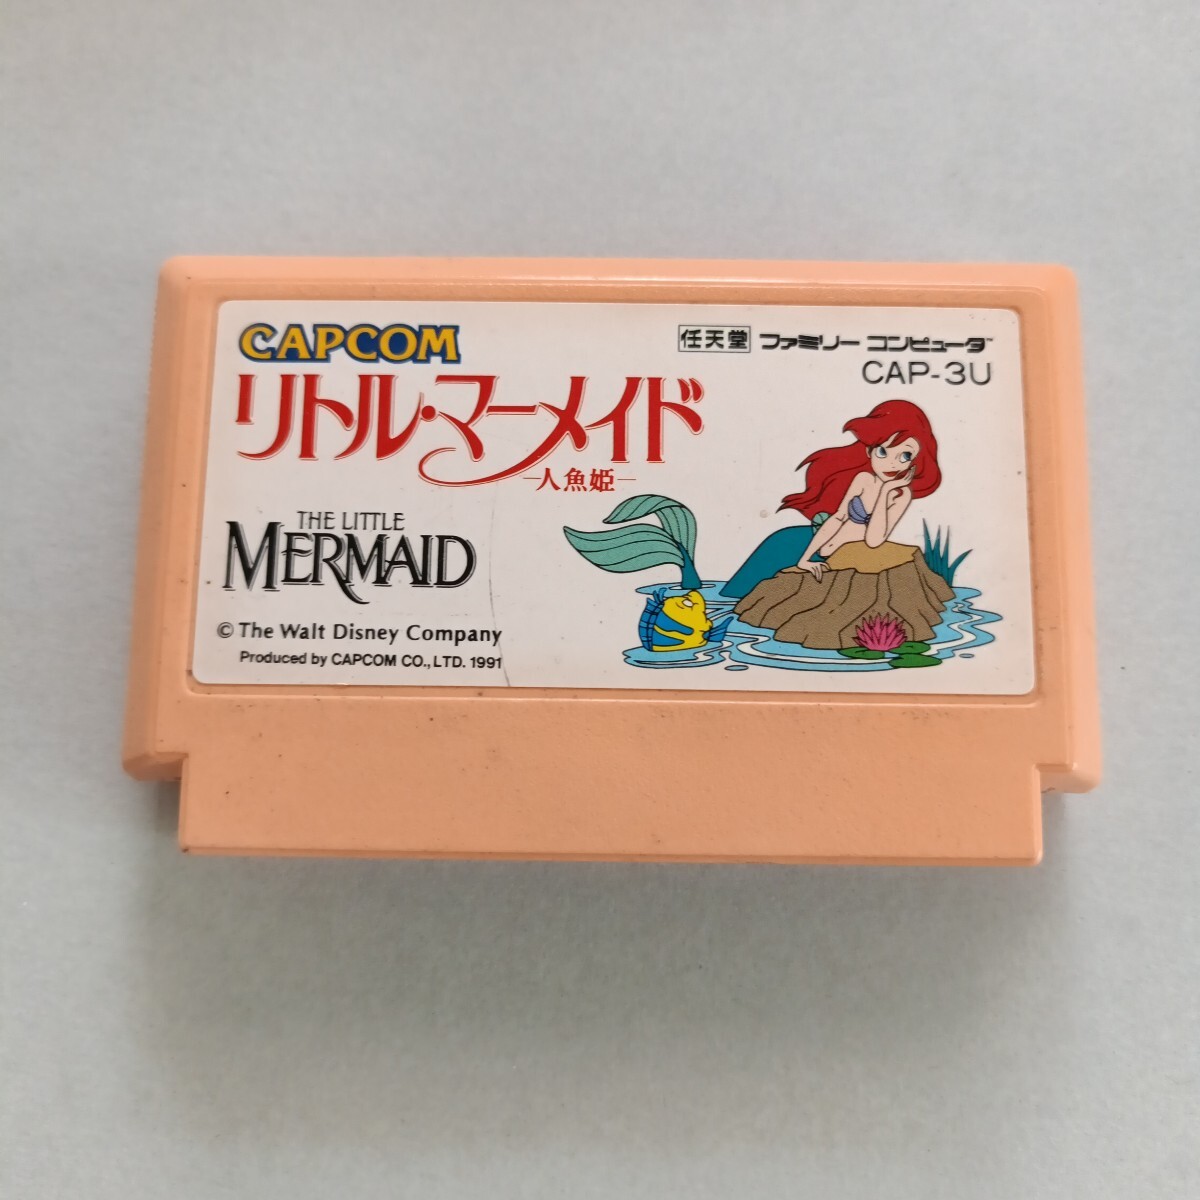 CAPCOM
任天堂 ファミリー コンピュータ™
CAP-3U
リトル・マーメイド
－人魚姫－
THE LITTLE
MERMAID
© The Walt Disney Company
Produced by CAPCOM CO., LTD. 1991